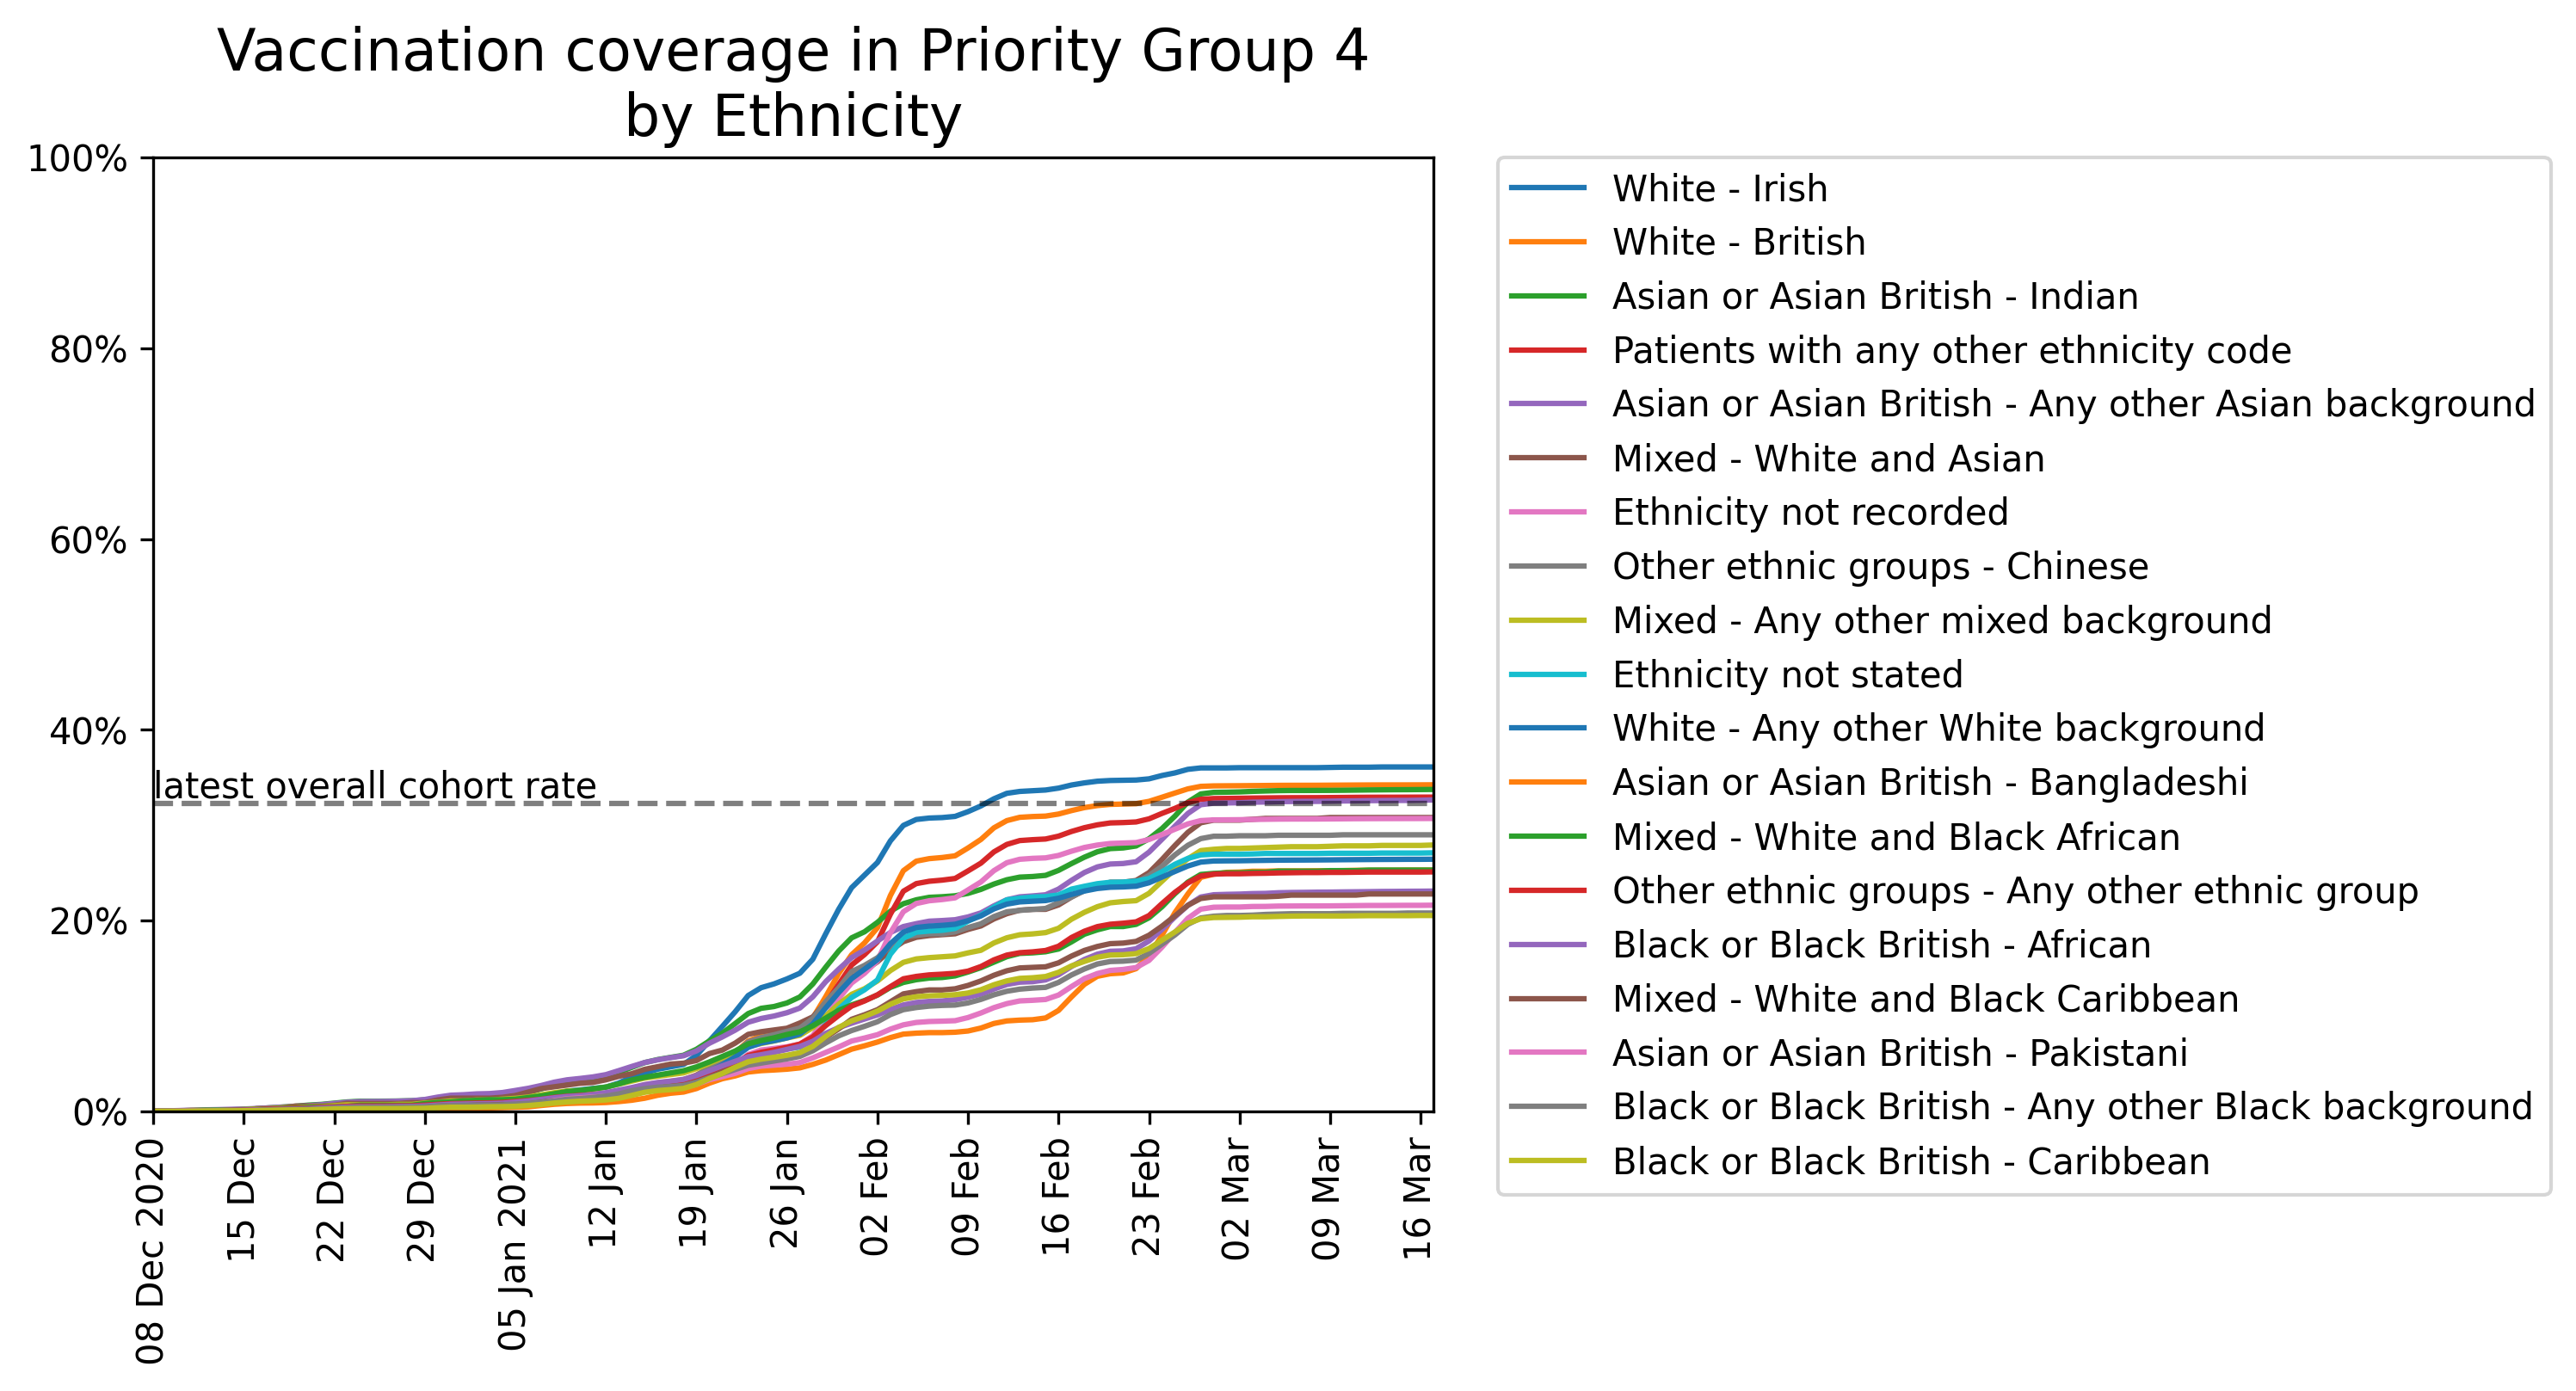 Vaccination coverage in Priority Group 4
by Ethnicity
100%
80%
60%
40%
20%
0%
latest overall cohort rate
08 Dec 2020
15 Dec
22 Dec
29 Dec
05 Jan 2021
12 Jan
19 Jan
26 Jan
02 Feb
09 Feb
16 Feb
23 Feb
02 Mar
09 Mar
16 Mar
White - Irish
White - British
Asian or Asian British - Indian
Patients with any other ethnicity code
Asian or Asian British - Any other Asian background
Mixed - White and Asian
Ethnicity not recorded
Other ethnic groups - Chinese
Mixed - Any other mixed background
Ethnicity not stated
White - Any other White background
Asian or Asian British - Bangladeshi
Mixed - White and Black African
Other ethnic groups - Any other ethnic group
Black or Black British - African
Mixed - White and Black Caribbean
Asian or Asian British - Pakistani
Black or Black British - Any other Black background
Black or Black British - Caribbean